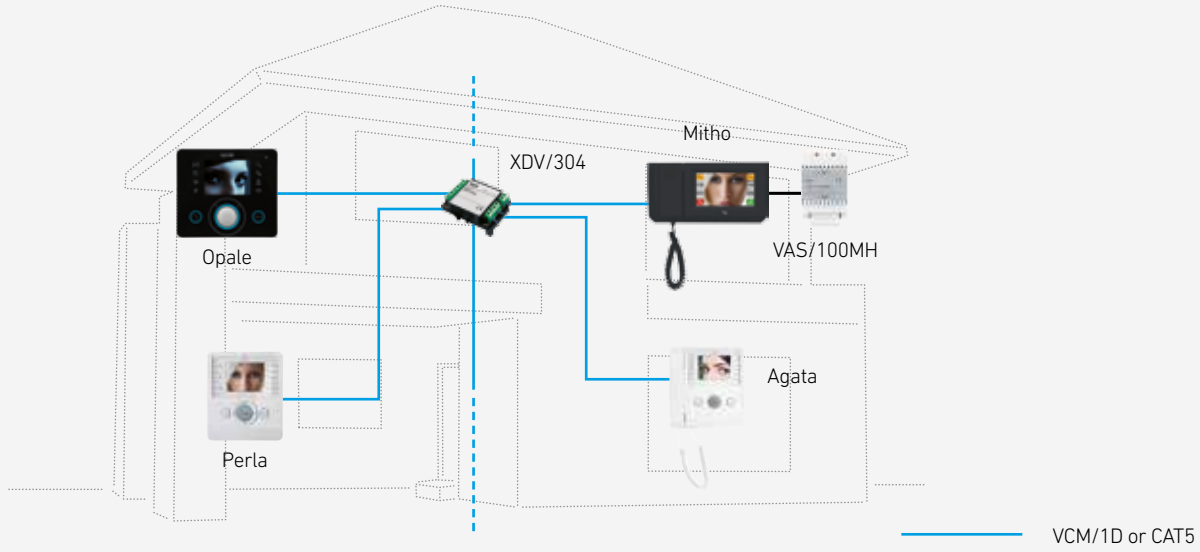 Mitho
XDV/304
VAS/100MH
Opale
Agata
Perla
VCM/1D or CAT5